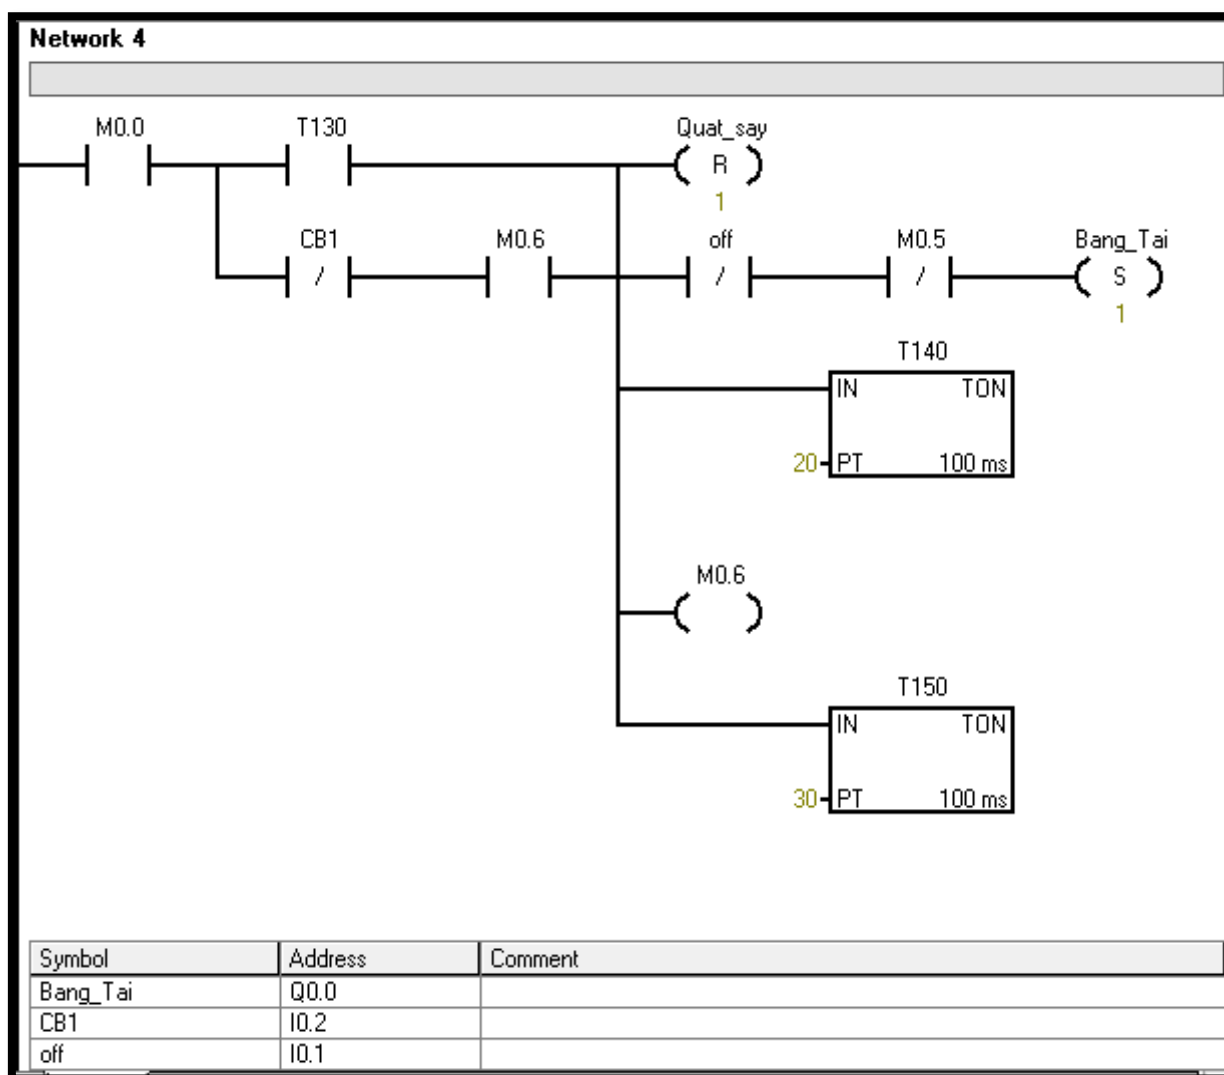 Network 4
M0.0 T130 Quat_say
R
1
CB1 M0.6 off M0.5 Bang_Tai
/ / / S
1
T140
IN TON
20 PT 100 ms
M0.6
T150
IN TON
30 PT 100 ms
Symbol Address Comment
Bang_Tai Q0.0
CB1 I0.2
off I0.1